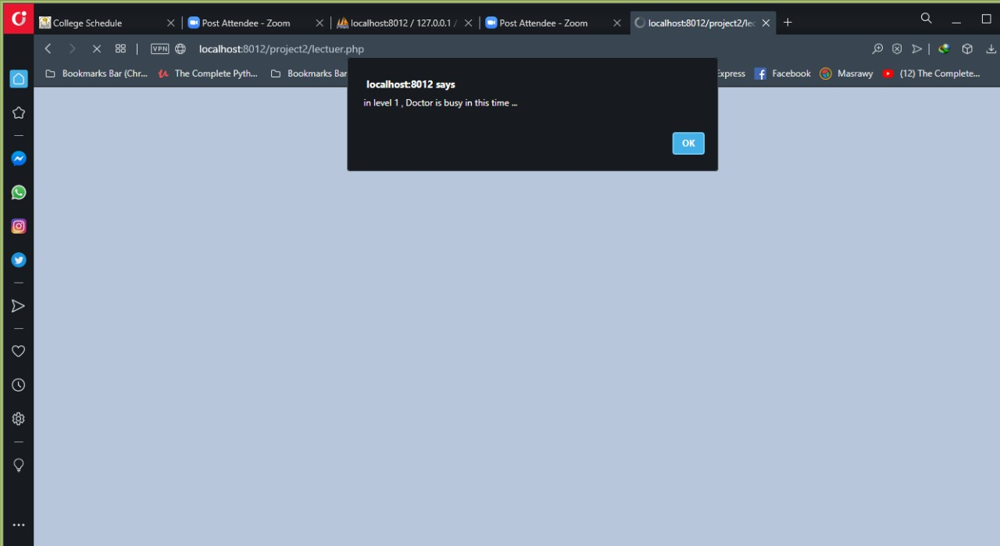 College Schedule
Post Attendee - Zoom
localhost:8012 / 127.0.0.1 /
Post Attendee - Zoom
localhost:8012/project2/lec
VPN
localhost:8012/project2/lectuer.php
Bookmarks Bar (Chr...
The Complete Pyth...
Bookmarks Bar
Express
Facebook
Masrawy
(12) The Complete...
localhost:8012 says
in level 1 , Doctor is busy in this time ...
OK